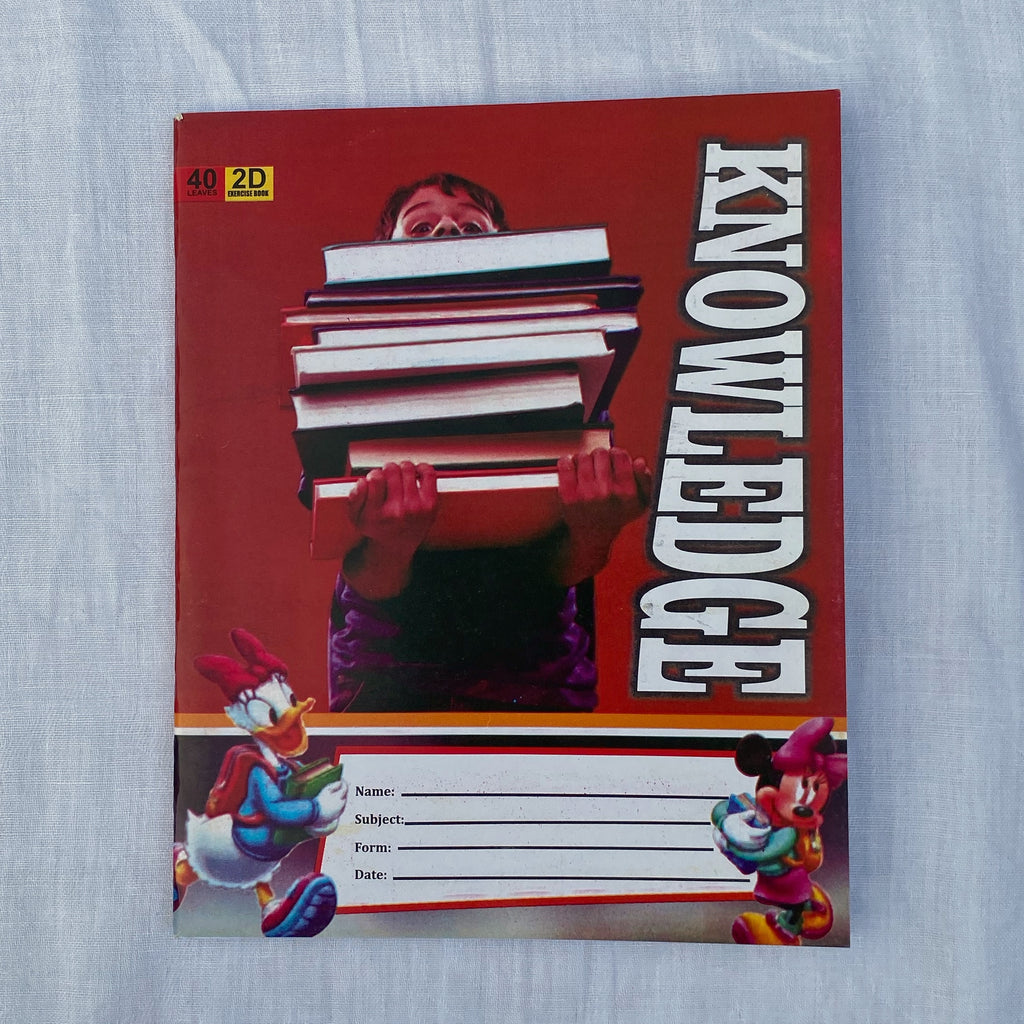 40 2D
LEAVES EXERCISE BOOK
KNOWLEDGE
Name:
Subject:
Form:
Date: